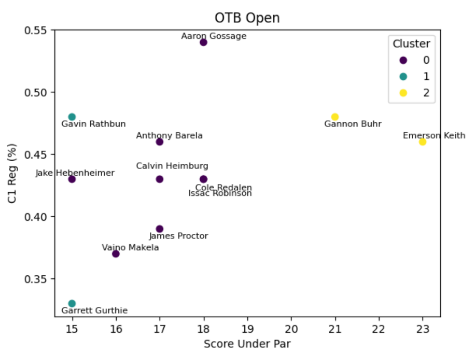 OTB Open
C1 Reg (%)
0.55
0.50
0.45
0.40
0.35
Aaron Gossage
Cluster
0
1
2
Gavin Rathbun
Gannon Buhr
Anthony Barela
Emerson Keith
Calvin Heimburg
Jake Hebenheimer
Cole Redalen
Issac Robinson
James Proctor
Vaino Makela
Garrett Gurthie
15 16 17 18 19 20 21 22 23
Score Under Par